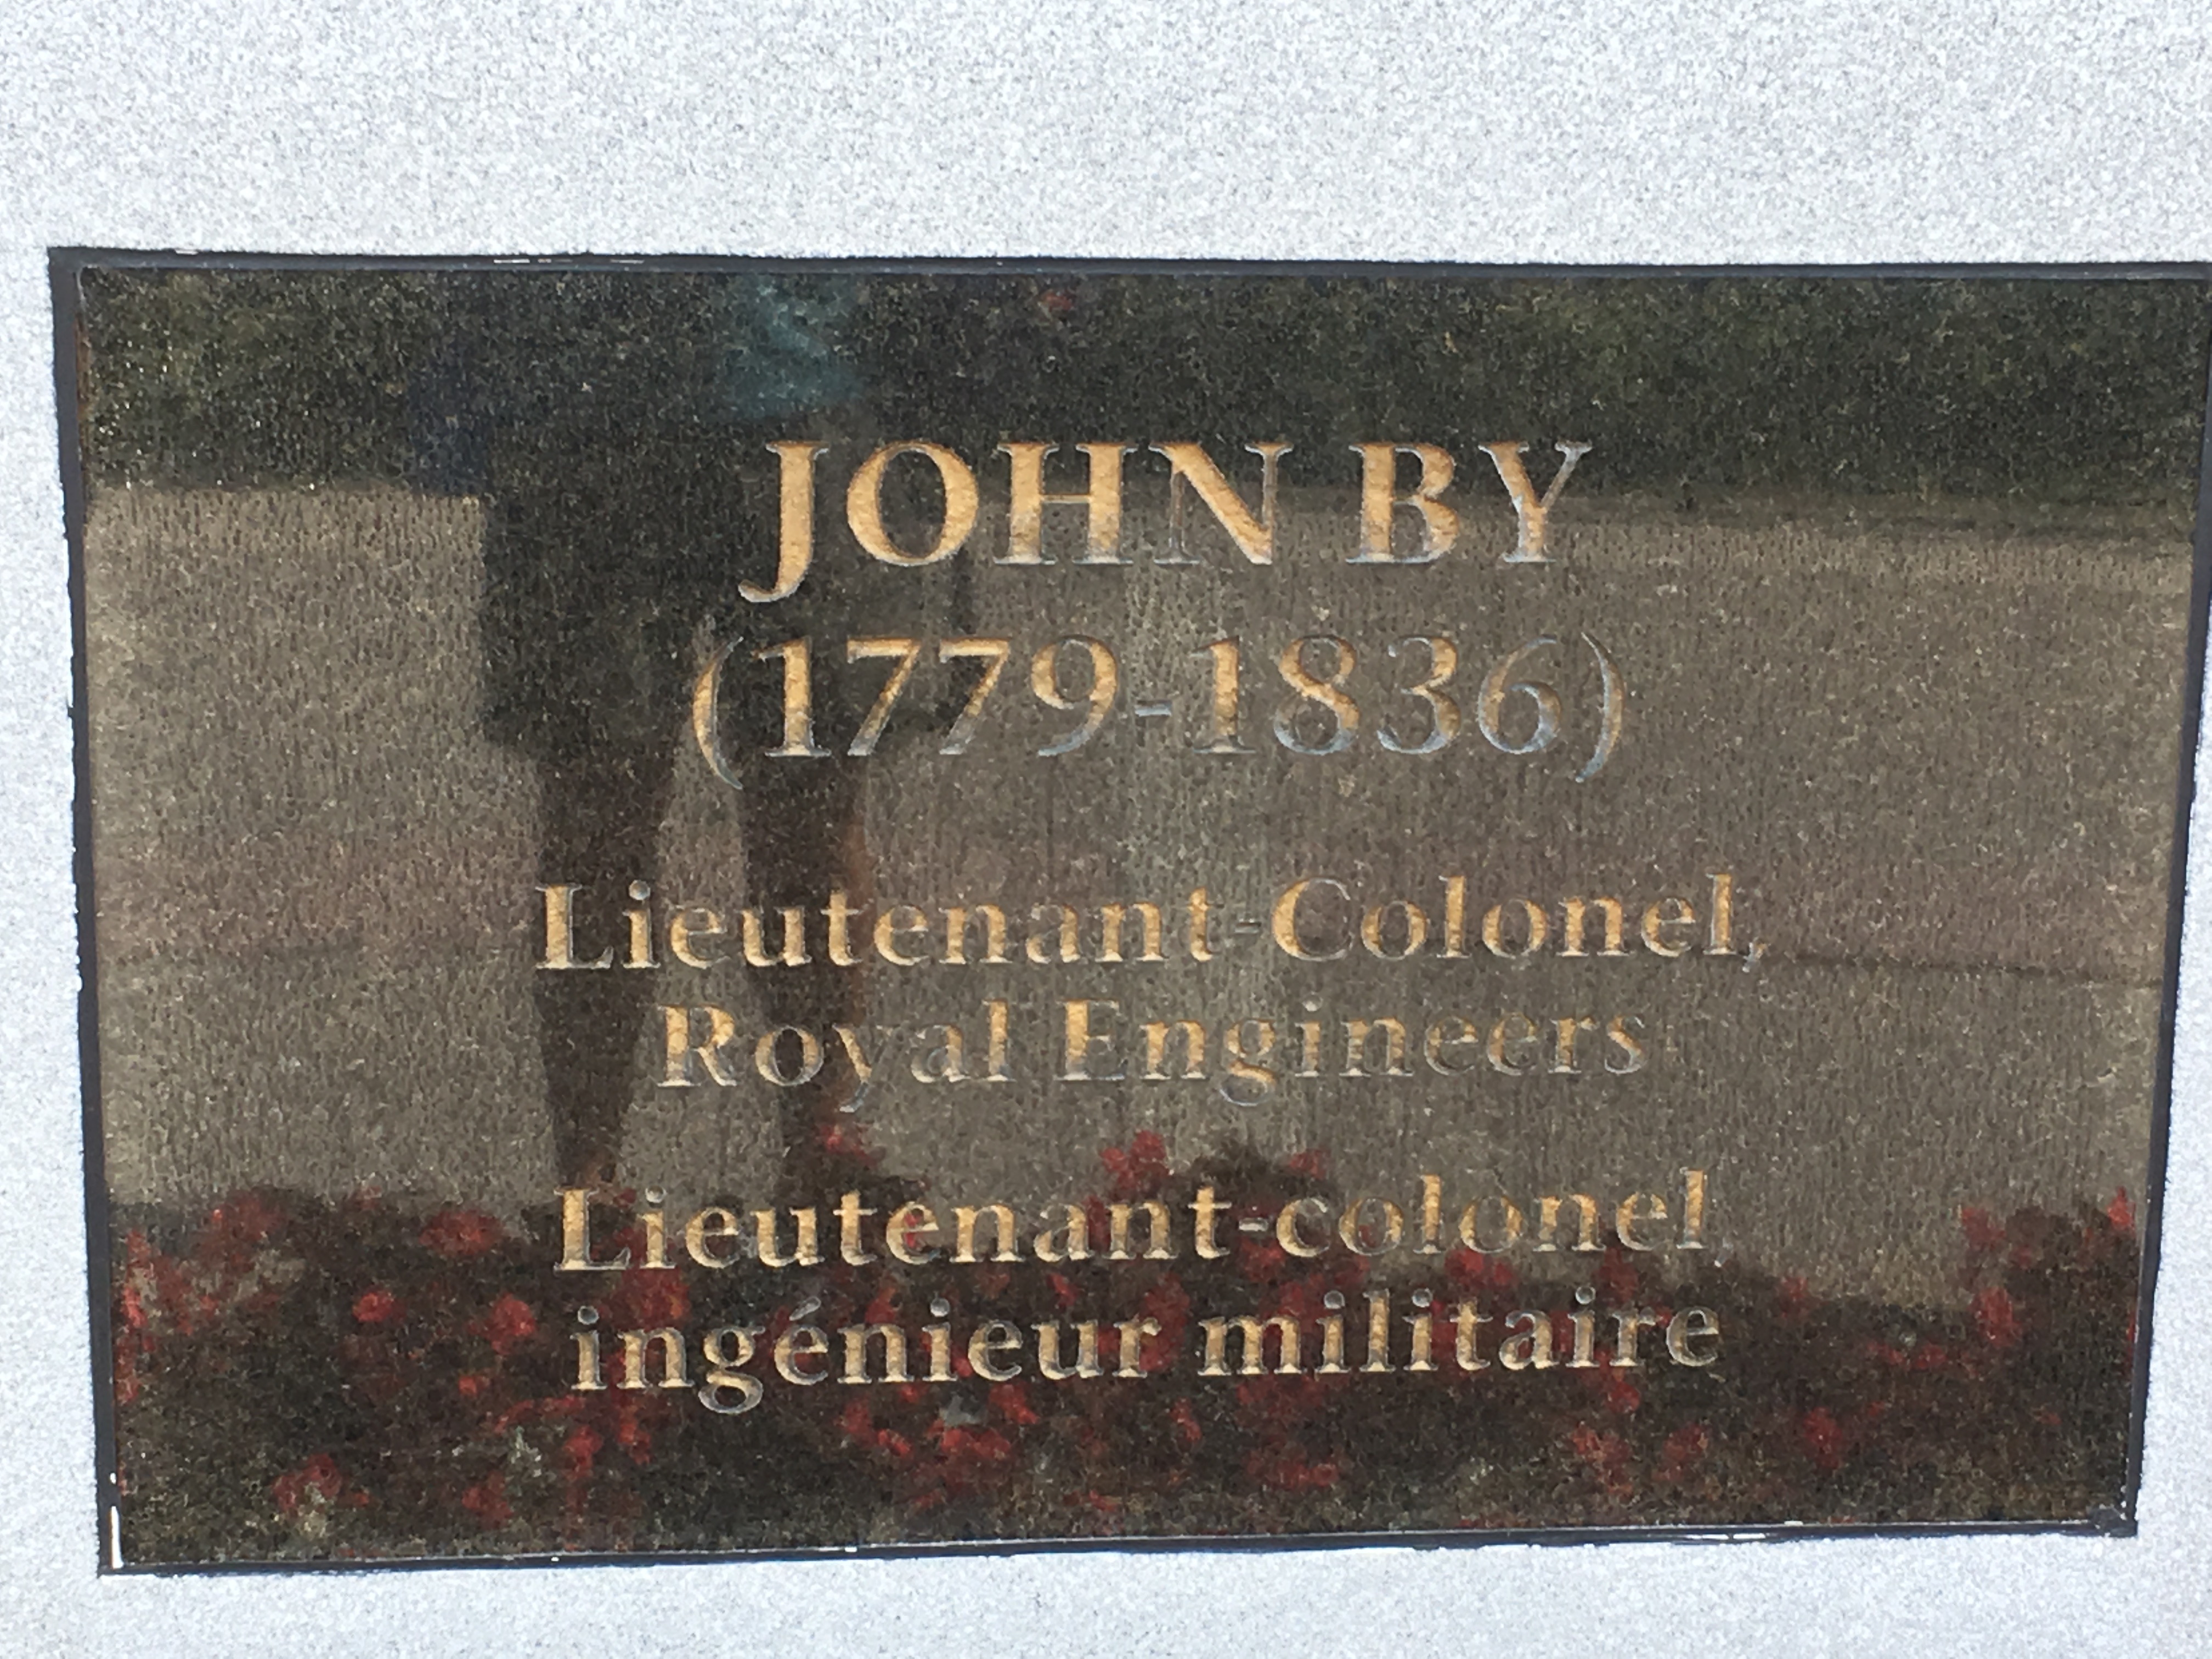 JOHN BY
(1779-1836)
Lieutenant-Colonel,
Royal Engineers
Lieutenant-colonel
ingénieur militaire